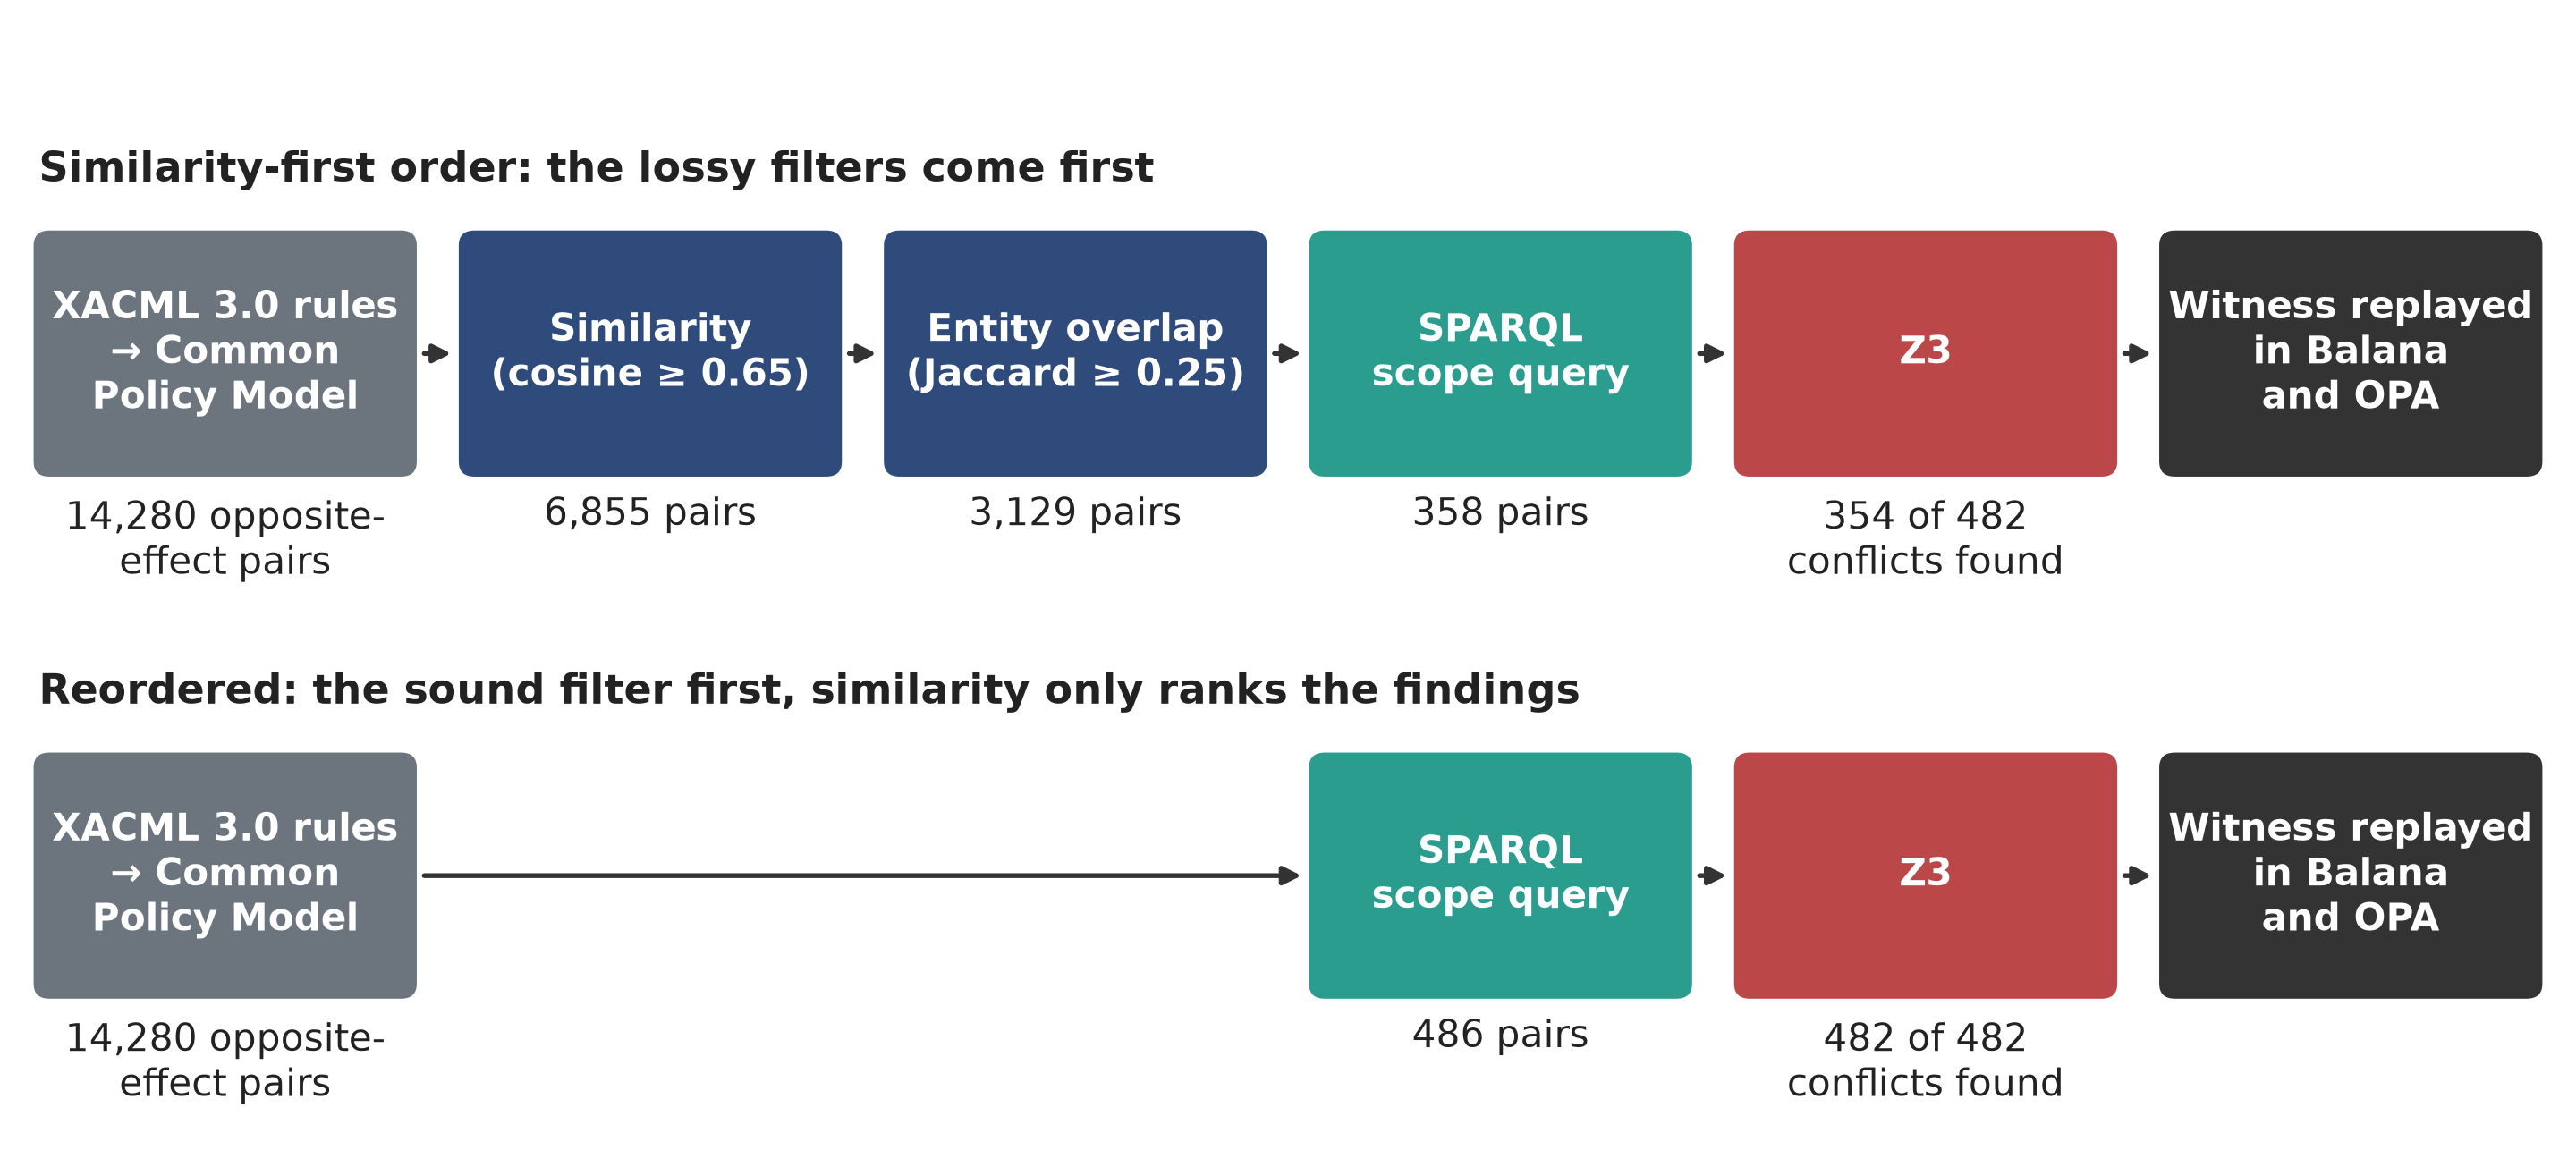 Similarity-first order: the lossy filters come first
XACML 3.0 rules
→ Common
Policy Model
Similarity
(cosine ≥ 0.65)
Entity overlap
(Jaccard ≥ 0.25)
SPARQL
scope query
Z3
Witness replayed
in Balana
and OPA
14,280 opposite-
effect pairs
6,855 pairs
3,129 pairs
358 pairs
354 of 482
conflicts found
Reordered: the sound filter first, similarity only ranks the findings
XACML 3.0 rules
→ Common
Policy Model
SPARQL
scope query
Z3
Witness replayed
in Balana
and OPA
14,280 opposite-
effect pairs
486 pairs
482 of 482
conflicts found